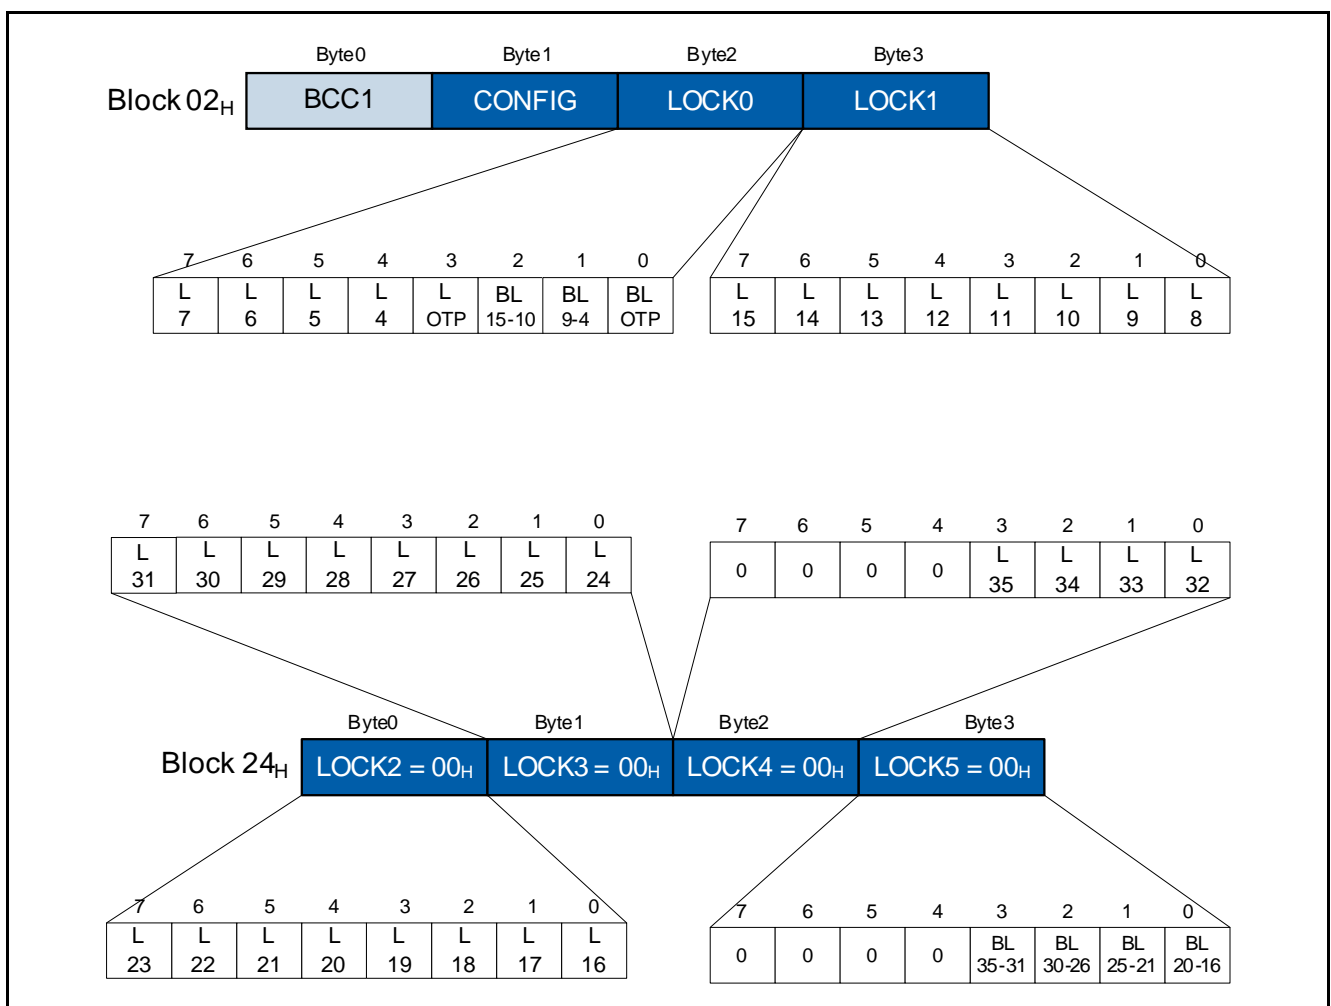 Byte0 Byte1 Byte2 Byte3
Block 02H BCC1 CONFIG LOCK0 LOCK1
7 6 5 4 3 2 1 0 7 6 5 4 3 2 1 0
L L L L L BL BL BL L L L L L L L L
7 6 5 4 OTP 15-10 9-4 OTP 15 14 13 12 11 10 9 8
7 6 5 4 3 2 1 0 7 6 5 4 3 2 1 0
L L L L L L L L 0 0 0 0 L L L L
31 30 29 28 27 26 25 24 35 34 33 32
Byte0 Byte1 Byte2 Byte3
Block 24H LOCK2 = 00H LOCK3 = 00H LOCK4 = 00H LOCK5 = 00H
7 6 5 4 3 2 1 0 7 6 5 4 3 2 1 0
L L L L L L L L 0 0 0 0 BL BL BL BL
23 22 21 20 19 18 17 16 35-31 30-26 25-21 20-16